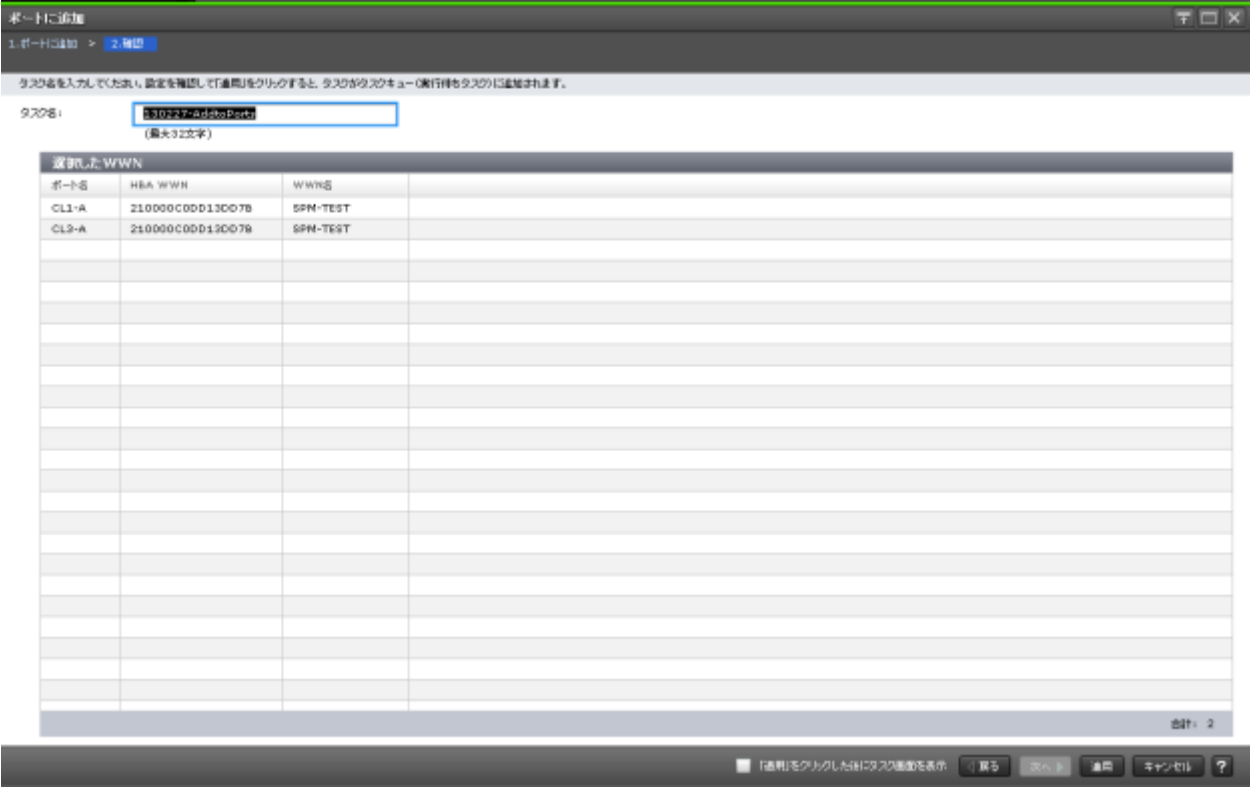 ポートに追加
1.ポートに追加 > 2.確認
タスク名を入力してください。設定を確認して「適用」をクリックすると、タスクがタスクキュー(実行待ちタスク)に追加されます。
タスク名:
130227-AddtoPorts
(最大32文字)
選択したWWN
ポート名 HBA WWN WWN名
CL1-A 210000C0DD13DD7B SPM-TEST
CL3-A 210000C0DD13DD79 SPM-TEST
合計: 2
「適用」をクリックした後にタスク画面を表示 戻る 次へ 適用 キャンセル ?